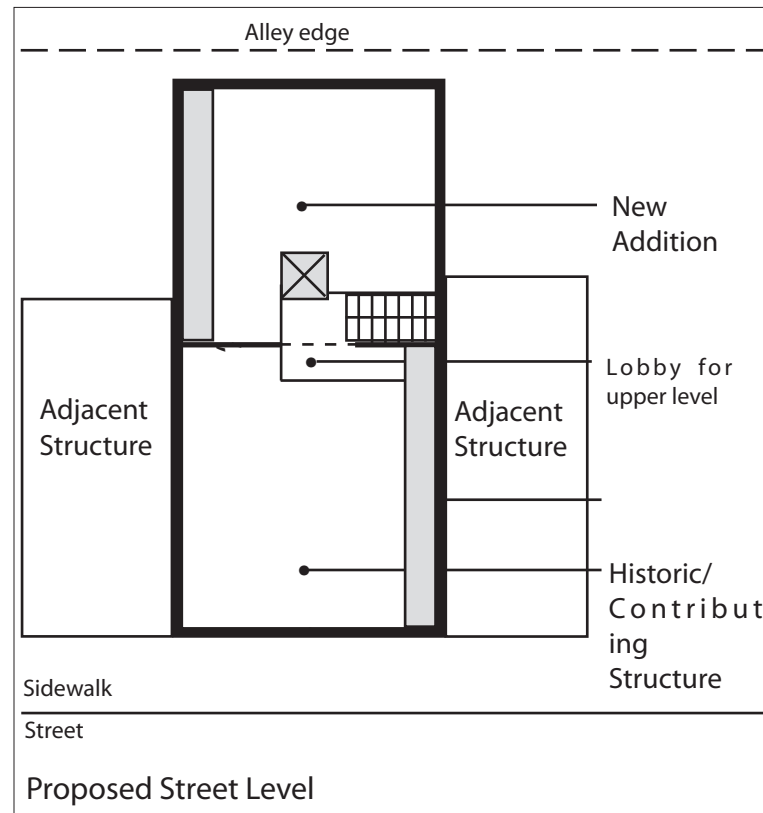 Alley edge
New
Addition
Lobby for
upper level
Adjacent
Structure
Adjacent
Structure
Historic/
Contribut
ing
Structure
Sidewalk
Street
Proposed Street Level